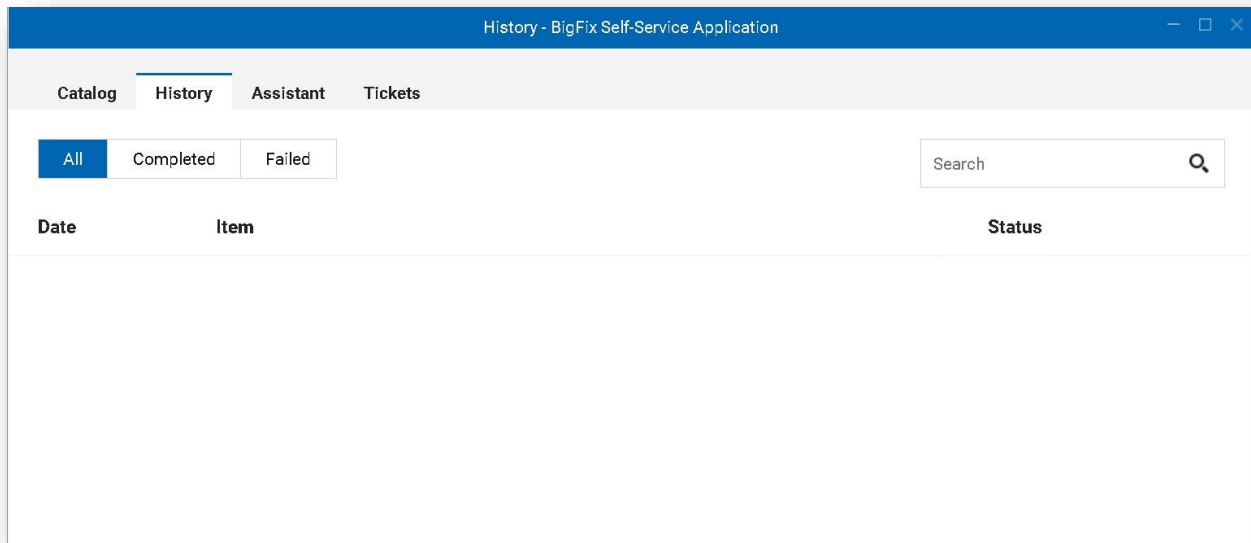 History - BigFix Self-Service Application
Catalog History Assistant Tickets
All Completed Failed Search
Date Item Status